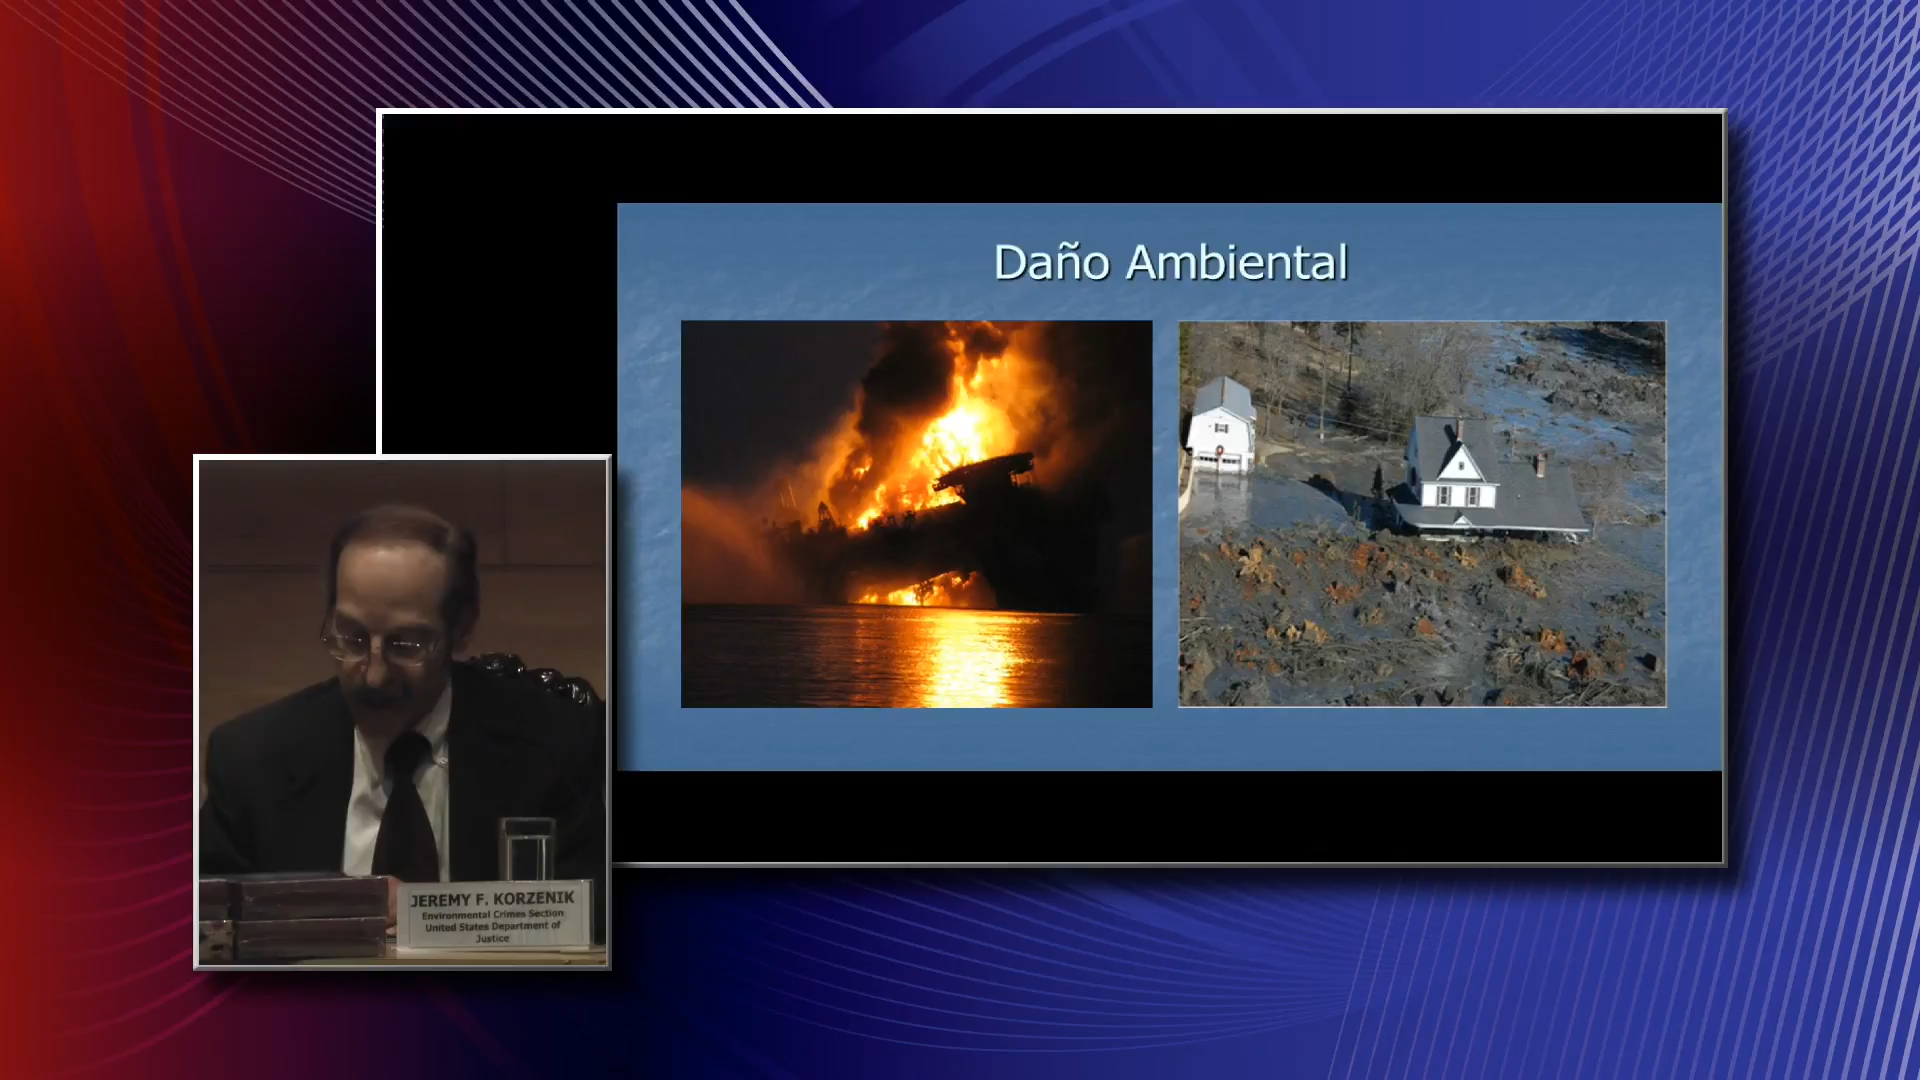 Daño Ambiental
JEREMY F. KORZENIK
Environmental Crimes Section
United States Department of
Justice